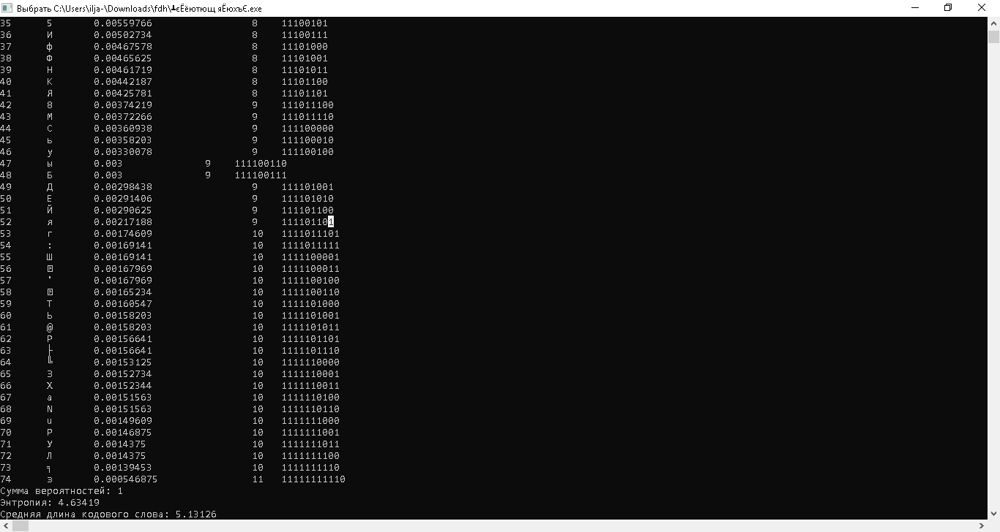 Выбрать C:\Users\ilja-\Downloads\fdh\┴єЁёютющ яЁюхъЄ.exe
35 5 0.00559766 8 11100101
36 И 0.00502734 8 11100111
37 ф 0.00467578 8 11101000
38 Ф 0.00465625 8 11101001
39 Н 0.00461719 8 11101011
40 К 0.00442187 8 11101100
41 Я 0.00425781 8 11101101
42 8 0.00374219 9 111011100
43 М 0.00372266 9 111011110
44 С 0.00360938 9 111100000
45 ь 0.00358203 9 111100010
46 у 0.00330078 9 111100100
47 ы 0.003 9 111100110
48 Б 0.003 9 111100111
49 Д 0.00298438 9 111101001
50 Е 0.00291406 9 111101010
51 Й 0.00290625 9 111101100
52 я 0.00217188 9 111101101
53 г 0.00174609 10 1111011101
54 : 0.00169141 10 1111011111
55 Ш 0.00169141 10 1111100001
56 0.00167969 10 1111100011
57 ' 0.00167969 10 1111100100
58 0.00165234 10 1111100110
59 Т 0.00160547 10 1111101000
60 Ь 0.00158203 10 1111101001
61 @ 0.00158203 10 1111101011
62 Р 0.00156641 10 1111101101
63 ├ 0.00156641 10 1111101110
64 ╚ 0.00153125 10 1111110000
65 З 0.00152734 10 1111110001
66 Х 0.00152344 10 1111110011
67 а 0.00151563 10 1111110100
68 N 0.00151563 10 1111110110
69 u 0.00149609 10 1111111000
70 Р 0.00146875 10 1111111001
71 У 0.0014375 10 1111111011
72 Л 0.0014375 10 1111111100
73 ╕ 0.00139453 10 1111111110
74 з 0.000546875 11 11111111110
Сумма вероятностей: 1
Энтропия: 4.63419
Средняя длина кодового слова: 5.13126